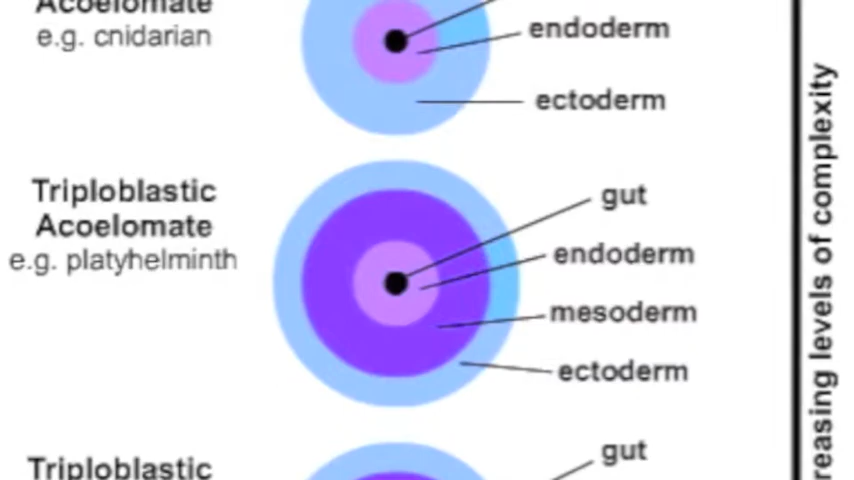 Acoelomate
e.g. cnidarian
endoderm
ectoderm
Triploblastic
Acoelomate
e.g. platyhelminth
gut
endoderm
mesoderm
ectoderm
Triploblastic
gut
reasing levels of complexity